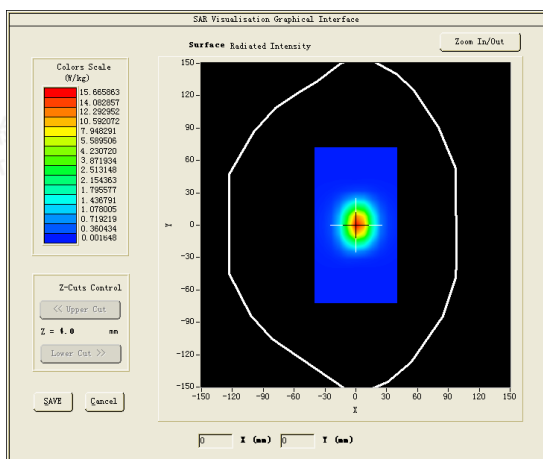 SAR Visualisation Graphical Interface
Surface Radiated Intensity
Zoom In/Out
Colors Scale
(W/kg)
15.665863
14.082857
12.292952
10.592072
7.948291
5.589506
4.230720
3.871934
2.513148
2.154363
1.795577
1.436791
1.078005
0.719219
0.360434
0.001648
150
120
90
60
30
Y 0
-30
-60
-90
-120
-150
-150 -120 -90 -60 -30 0 30 60 90 120 150
X
Z-Cuts Control
<< Upper Cut
Z = 4.0 mm
Lower Cut >>
SAVE Cancel
0 X (mm) 0 Y (mm)